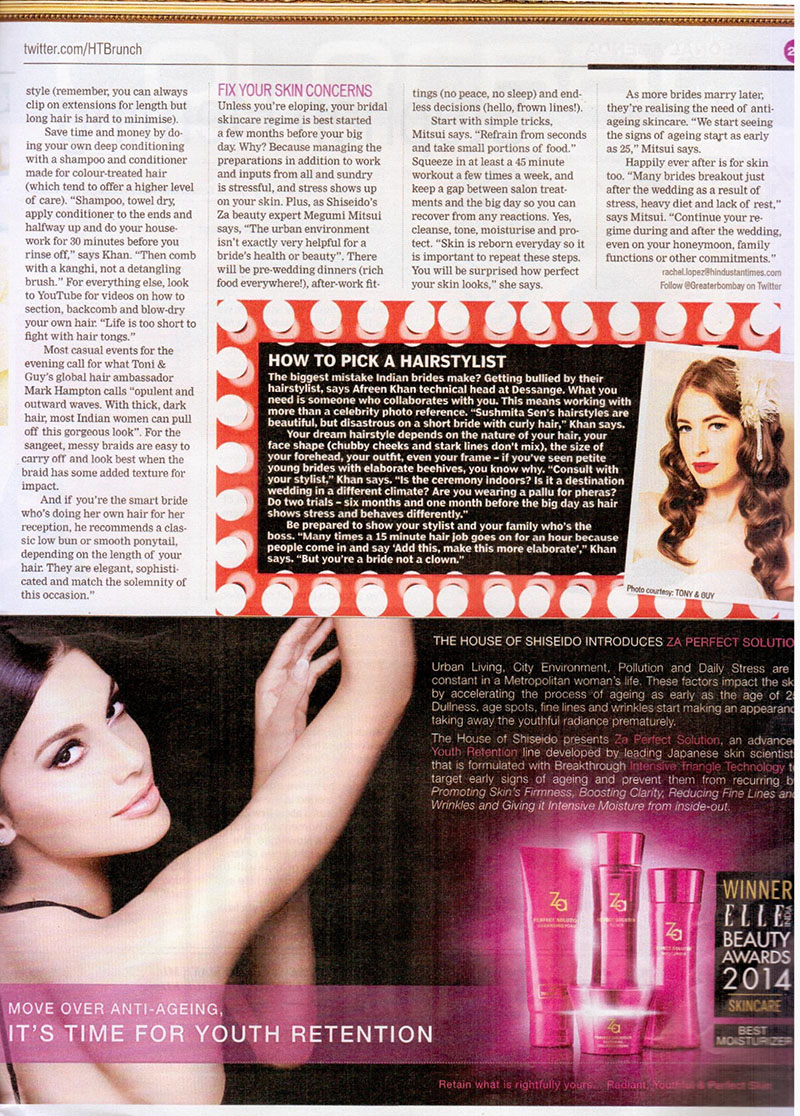 twitter.com/HTBrunch
2
style (remember, you can always
clip on extensions for length but
long hair is hard to minimise).
Save time and money by do-
ing your own deep conditioning
with a shampoo and conditioner
made for colour-treated hair
(which tend to offer a higher level
of care). “Shampoo, towel dry,
apply conditioner to the ends and
halfway up and do your house-
work for 30 minutes before you
rinse off,” says Khan. “Then comb
with a kanghi, not a detangling
brush.” For everything else, look
to YouTube for videos on how to
section, backcomb and blow-dry
your own hair. “Life is too short to
fight with hair tongs.”
Most casual events for the
evening call for what Toni &
Guy’s global hair ambassador
Mark Hampton calls “opulent and
outward waves. With thick, dark
hair, most Indian women can pull
off this gorgeous look”. For the
sangeet, messy braids are easy to
carry off and look best when the
braid has some added texture for
impact.
And if you’re the smart bride
who’s doing her own hair for her
reception, he recommends a clas-
sic low bun or smooth ponytail,
depending on the length of your
hair. They are elegant, sophisti-
cated and match the solemnity of
this occasion.”
FIX YOUR SKIN CONCERNS
Unless you’re eloping, your bridal
skincare regime is best started
a few months before your big
day. Why? Because managing the
preparations in addition to work
and inputs from all and sundry
is stressful, and stress shows up
on your skin. Plus, as Shiseido’s
Za beauty expert Megumi Mitsui
says, “The urban environment
isn’t exactly very helpful for a
bride’s health or beauty”. There
will be pre-wedding dinners (rich
food everywhere!), after-work fit-
tings (no peace, no sleep) and end-
less decisions (hello, frown lines!).
Start with simple tricks,
Mitsui says. “Refrain from seconds
and take small portions of food.”
Squeeze in at least a 45 minute
workout a few times a week, and
keep a gap between salon treat-
ments and the big day so you can
recover from any reactions. Yes,
cleanse, tone, moisturise and pro-
tect. “Skin is reborn everyday so it
is important to repeat these steps.
You will be surprised how perfect
your skin looks,” she says.
As more brides marry later,
they’re realising the need of anti-
ageing skincare. “We start seeing
the signs of ageing start as early
as 25,” Mitsui says.
Happily ever after is for skin
too. “Many brides breakout just
after the wedding as a result of
stress, heavy diet and lack of rest,”
says Mitsui. “Continue your re-
gime during and after the wedding,
even on your honeymoon, family
functions or other commitments.”
rachel.lopez@hindustantimes.com
Follow @Greaterbombay on Twitter
HOW TO PICK A HAIRSTYLIST
The biggest mistake Indian brides make? Getting bullied by their
hairstylist, says Afreen Khan technical head at Dessange. What you
need is someone who collaborates with you. This means working with
more than a celebrity photo reference. “Sushmita Sen’s hairstyles are
beautiful, but disastrous on a short bride with curly hair,” Khan says.
Your dream hairstyle depends on the nature of your hair, your
face shape (chubby cheeks and stark lines don’t mix), the size of
your forehead, your outfit, even your frame – if you’ve seen petite
young brides with elaborate beehives, you know why. “Consult with
your stylist,” Khan says. “Is the ceremony indoors? Is it a destination
wedding in a different climate? Are you wearing a pallu for pheras?
Do two trials – six months and one month before the big day as hair
shows stress and behaves differently.”
Be prepared to show your stylist and your family who’s the
boss. “Many times a 15 minute hair job goes on for an hour because
people come in and say ‘Add this, make this more elaborate’,” Khan
says. “But you’re a bride not a clown.”
Photo courtesy: TONY & GUY
THE HOUSE OF SHISEIDO INTRODUCES ZA PERFECT SOLUTIO
Urban Living, City Environment, Pollution and Daily Stress are
constant in a Metropolitan woman’s life. These factors impact the sk
by accelerating the process of ageing as early as the age of 2
Dullness, age spots, fine lines and wrinkles start making an appearanc
taking away the youthful radiance prematurely.
The House of Shiseido presents Za Perfect Solution, an advance
Youth Retention line developed by leading Japanese skin scientists
that is formulated with Breakthrough Intensive Triangle Technology t
target early signs of ageing and prevent them from recurring b
Promoting Skin’s Firmness, Boosting Clarity, Reducing Fine Lines and
Wrinkles and Giving it Intensive Moisture from inside-out.
Za
PERFECT SOLUTION
CLEANSING FOAM
Za
Za
Za
WINNER
ELLE
INDIA
BEAUTY
AWARDS
2014
SKINCARE
BEST
MOISTURIZER
MOVE OVER ANTI-AGEING,
IT’S TIME FOR YOUTH RETENTION
Retain what is rightfully yours... Radiant, Youthful & Perfect Skin